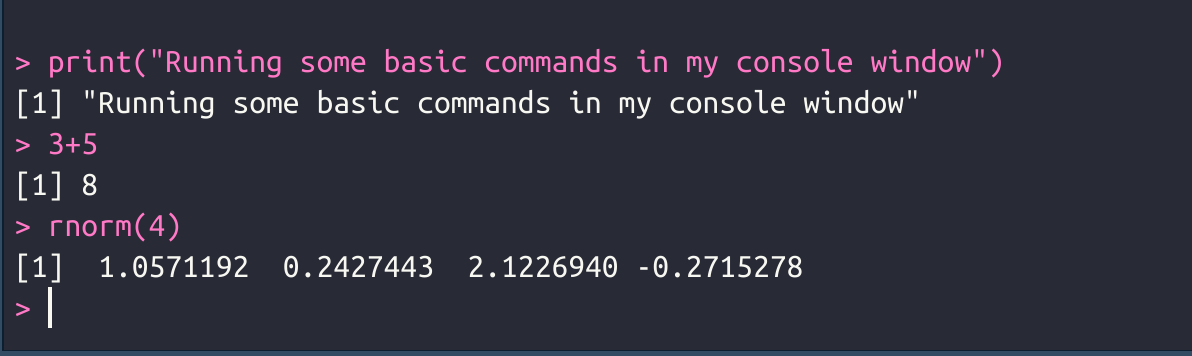 > print("Running some basic commands in my console window")
[1] "Running some basic commands in my console window"
> 3+5
[1] 8
> rnorm(4)
[1]  1.0571192  0.2427443  2.1226940 -0.2715278
>